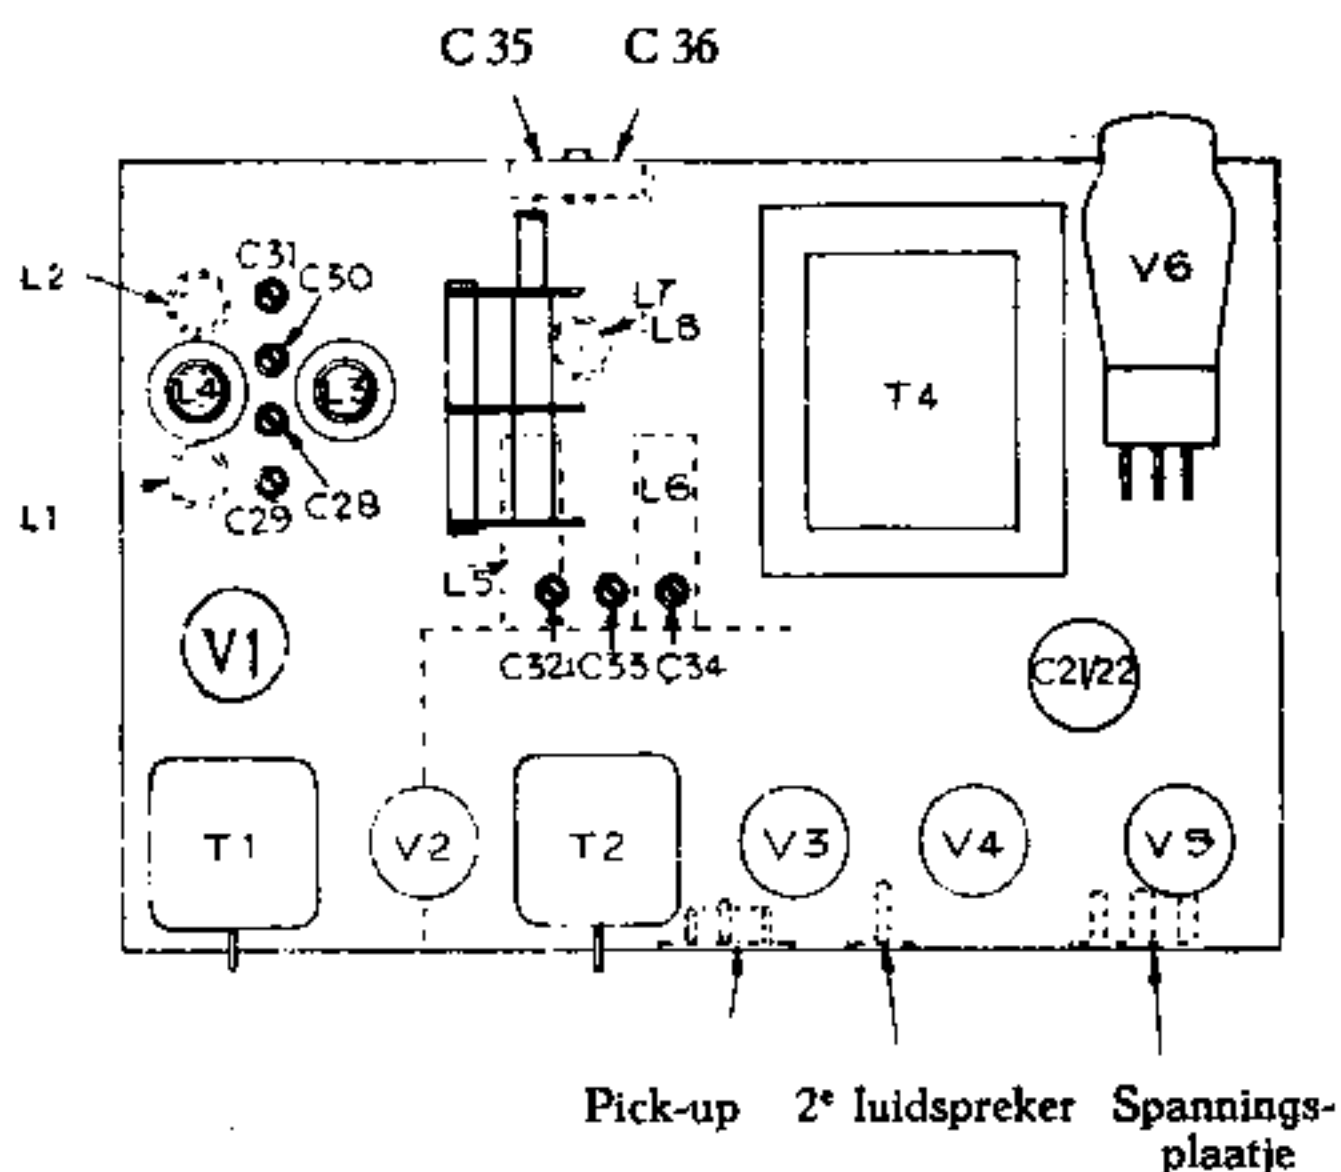 C 35 C 36
V6
L2
C31
C30
L7
L8
L4
L3
T4
L6
C29
C28
L1
L5
V1
C32
C33
C34
C21/22
T1
V2
T2
V3
V4
V5
Pick-up 2e luidspreker Spannings-
plaatje